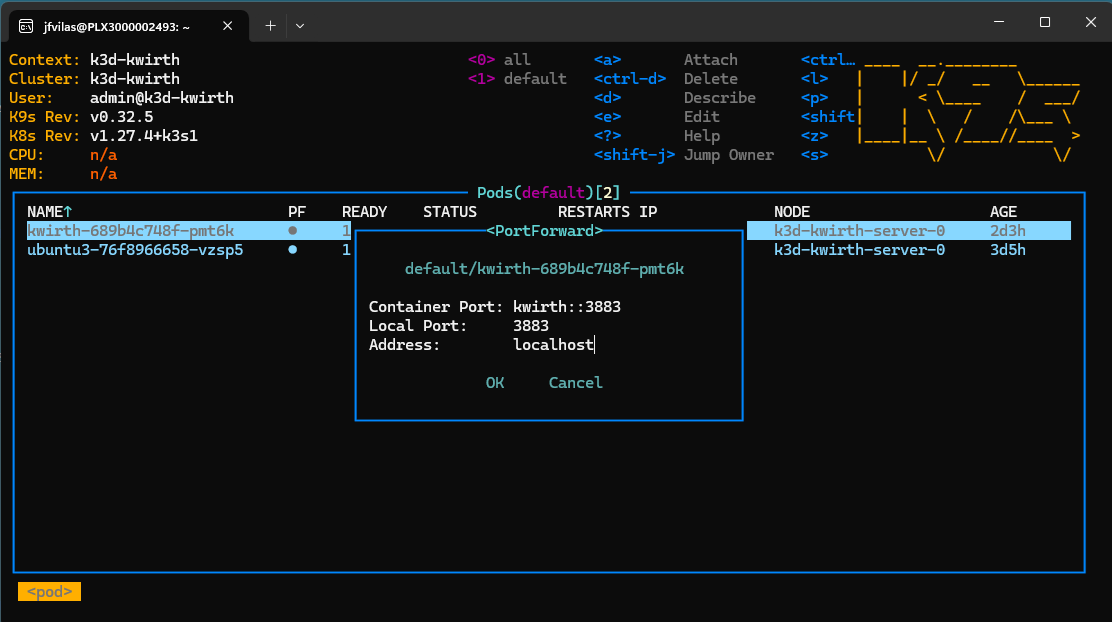 jfvilas@PLX3000002493: ~
Context: k3d-kwirth <0> all <a> Attach <ctrl…
Cluster: k3d-kwirth <1> default <ctrl-d> Delete <l>
User: admin@k3d-kwirth <d> Describe <p>
K9s Rev: v0.32.5 <e> Edit <shift
K8s Rev: v1.27.4+k3s1 <?> Help <z>
CPU: n/a <shift-j> Jump Owner <s>
MEM: n/a
Pods(default)[2]
NAME↑ PF READY STATUS RESTARTS IP NODE AGE
kwirth-689b4c748f-pmt6k ● 1 k3d-kwirth-server-0 2d3h
ubuntu3-76f8966658-vzsp5 ● 1 k3d-kwirth-server-0 3d5h
<PortForward>
default/kwirth-689b4c748f-pmt6k
Container Port: kwirth::3883
Local Port: 3883
Address: localhost
OK Cancel
<pod>